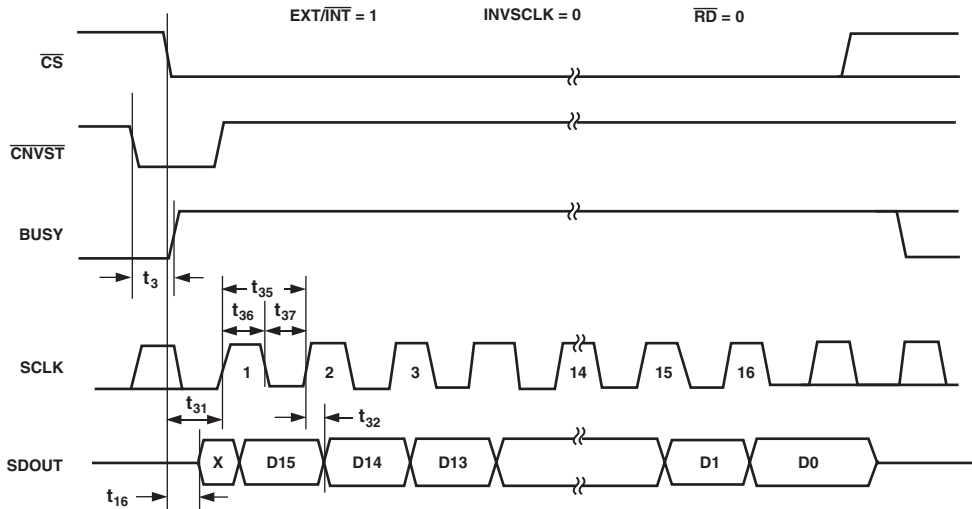 EXT/INT = 1 INVSCLK = 0 RD = 0
CS
CNVST
BUSY
t3
t35
t36 t37
SCLK 1 2 3 14 15 16
t31
t32
SDOUT X D15 D14 D13 D1 D0
t16